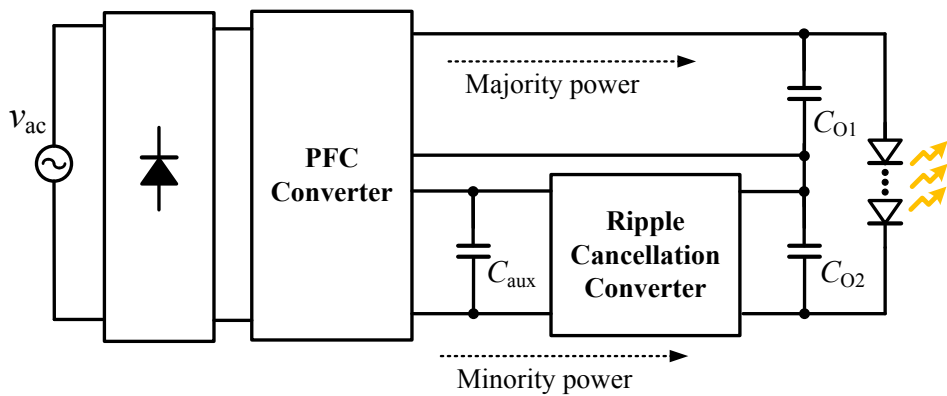 Majority power
v_ac
C_O1
PFC
Converter
Ripple
Cancellation
Converter
C_aux
C_O2
Minority power